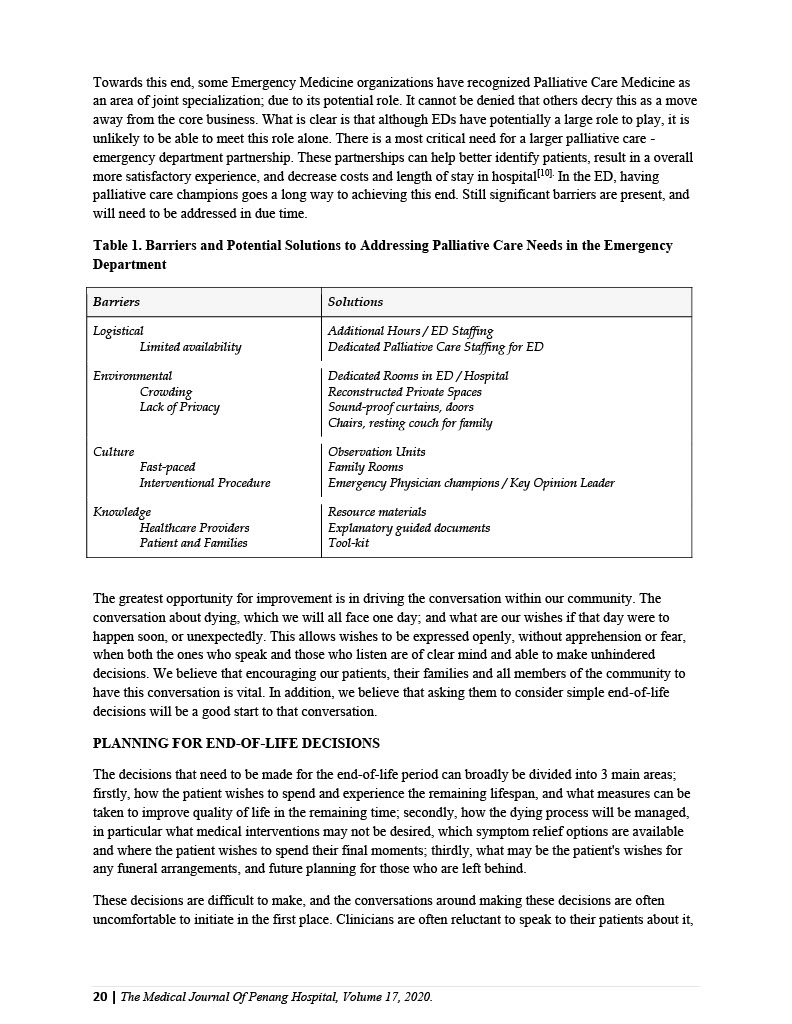 Towards this end, some Emergency Medicine organizations have recognized Palliative Care Medicine as
an area of joint specialization; due to its potential role. It cannot be denied that others decry this as a move
away from the core business. What is clear is that although EDs have potentially a large role to play, it is
unlikely to be able to meet this role alone. There is a most critical need for a larger palliative care -
emergency department partnership. These partnerships can help better identify patients, result in a overall
more satisfactory experience, and decrease costs and length of stay in hospital[10]. In the ED, having
palliative care champions goes a long way to achieving this end. Still significant barriers are present, and
will need to be addressed in due time.
Table 1. Barriers and Potential Solutions to Addressing Palliative Care Needs in the Emergency
Department
Barriers Solutions
Logistical Additional Hours / ED Staffing
Limited availability Dedicated Palliative Care Staffing for ED
Environmental Dedicated Rooms in ED / Hospital
Crowding Reconstructed Private Spaces
Lack of Privacy Sound-proof curtains, doors
Chairs, resting couch for family
Culture Observation Units
Fast-paced Family Rooms
Interventional Procedure Emergency Physician champions / Key Opinion Leader
Knowledge Resource materials
Healthcare Providers Explanatory guided documents
Patient and Families Tool-kit
The greatest opportunity for improvement is in driving the conversation within our community. The
conversation about dying, which we will all face one day; and what are our wishes if that day were to
happen soon, or unexpectedly. This allows wishes to be expressed openly, without apprehension or fear,
when both the ones who speak and those who listen are of clear mind and able to make unhindered
decisions. We believe that encouraging our patients, their families and all members of the community to
have this conversation is vital. In addition, we believe that asking them to consider simple end-of-life
decisions will be a good start to that conversation.
PLANNING FOR END-OF-LIFE DECISIONS
The decisions that need to be made for the end-of-life period can broadly be divided into 3 main areas;
firstly, how the patient wishes to spend and experience the remaining lifespan, and what measures can be
taken to improve quality of life in the remaining time; secondly, how the dying process will be managed,
in particular what medical interventions may not be desired, which symptom relief options are available
and where the patient wishes to spend their final moments; thirdly, what may be the patient's wishes for
any funeral arrangements, and future planning for those who are left behind.
These decisions are difficult to make, and the conversations around making these decisions are often
uncomfortable to initiate in the first place. Clinicians are often reluctant to speak to their patients about it,
20 | The Medical Journal Of Penang Hospital, Volume 17, 2020.